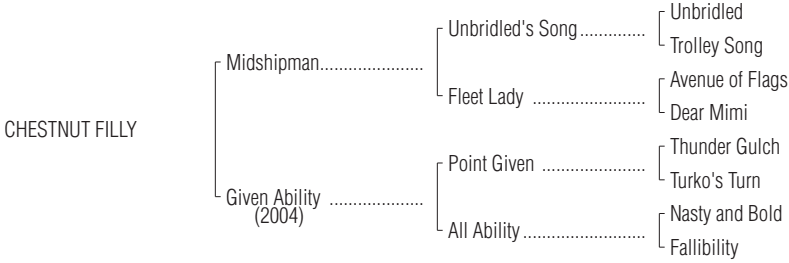 Unbridled
Unbridled's Song..............
Trolley Song
Midshipman......................
Avenue of Flags
Fleet Lady ........................
Dear Mimi
CHESTNUT FILLY
Thunder Gulch
Point Given ......................
Turko's Turn
Given Ability ....................
(2004)
Nasty and Bold
All Ability..........................
Fallibility